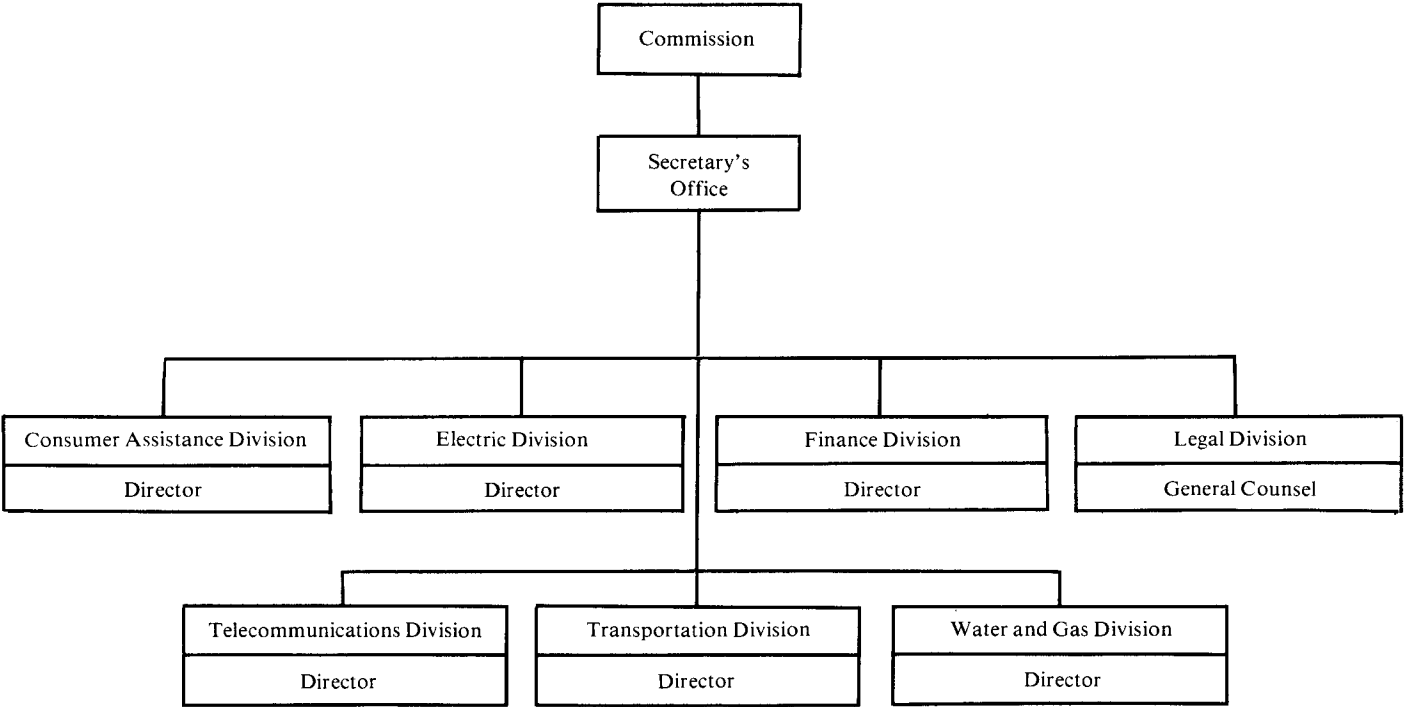 Commission
Secretary's
Office
Consumer Assistance Division
Director
Electric Division
Director
Finance Division
Director
Legal Division
General Counsel
Telecommunications Division
Director
Transportation Division
Director
Water and Gas Division
Director